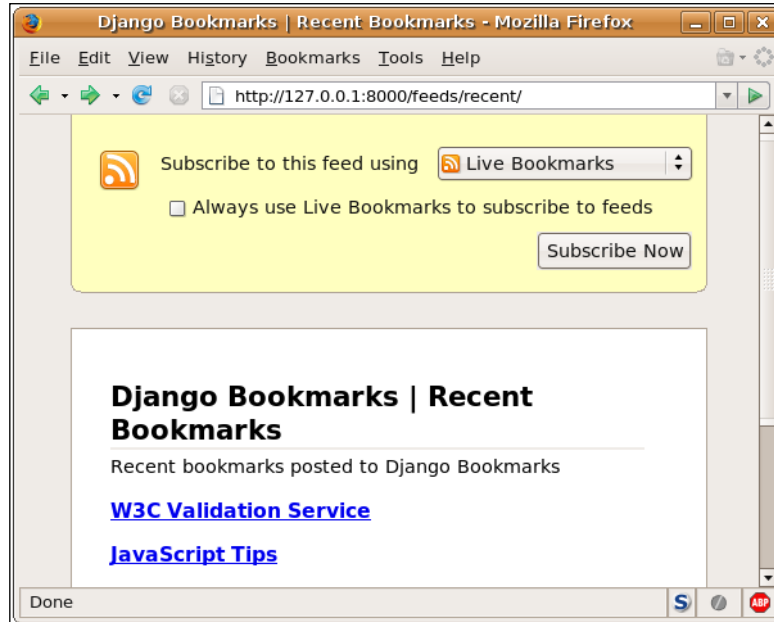 Django Bookmarks | Recent Bookmarks - Mozilla Firefox
File Edit View History Bookmarks Tools Help
http://127.0.0.1:8000/feeds/recent/
Subscribe to this feed using Live Bookmarks
Always use Live Bookmarks to subscribe to feeds
Subscribe Now
Django Bookmarks | Recent
Bookmarks
Recent bookmarks posted to Django Bookmarks
W3C Validation Service
JavaScript Tips
Done S ABP